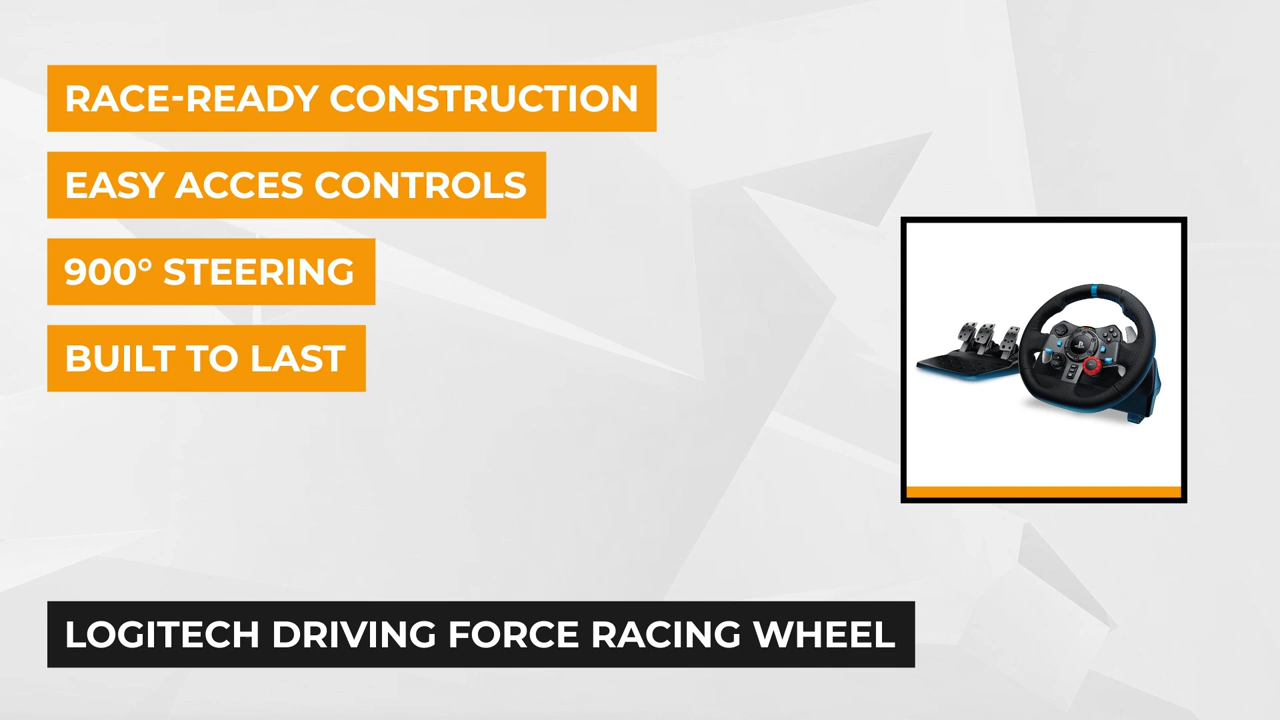 RACE-READY CONSTRUCTION
EASY ACCES CONTROLS
900° STEERING
BUILT TO LAST
LOGITECH DRIVING FORCE RACING WHEEL